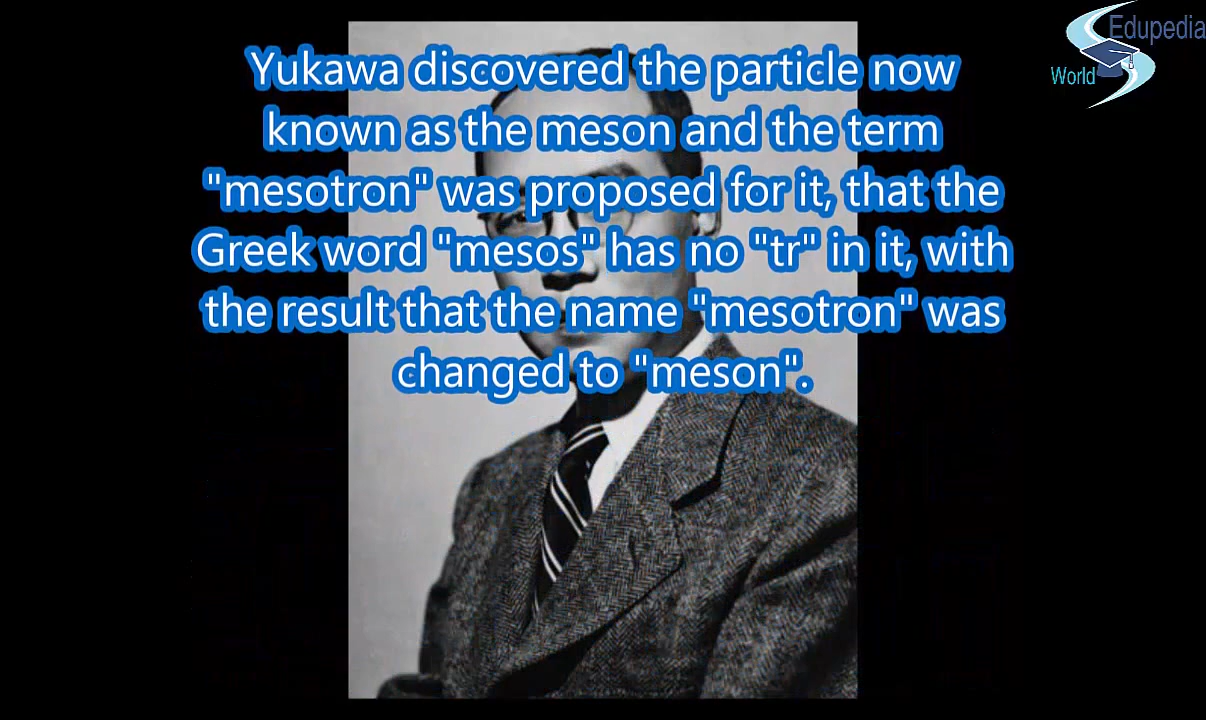 Edupedia
World
Yukawa discovered the particle now
known as the meson and the term
"mesotron" was proposed for it, that the
Greek word "mesos" has no "tr" in it, with
the result that the name "mesotron" was
changed to "meson".